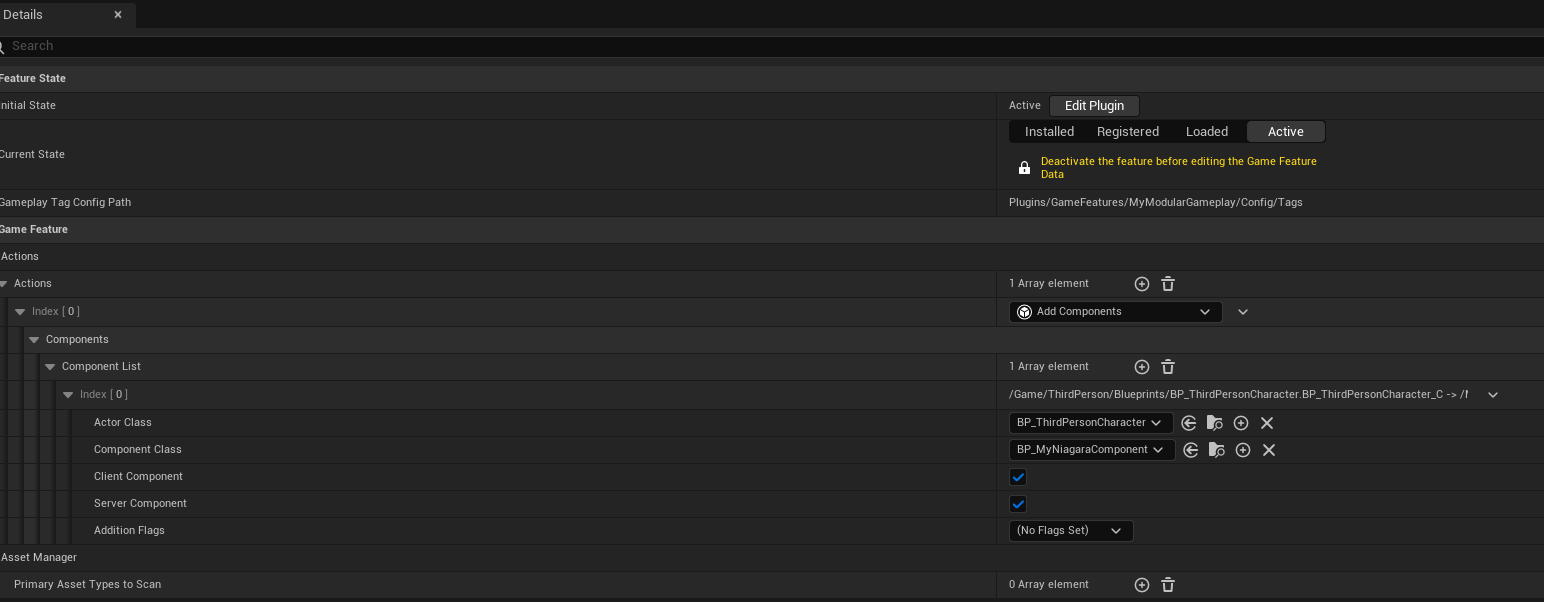 Details
Search
Feature State
Initial State
Active
Edit Plugin
Installed Registered Loaded Active
Current State
Deactivate the feature before editing the Game Feature
Data
Gameplay Tag Config Path
Plugins/GameFeatures/MyModularGameplay/Config/Tags
Game Feature
Actions
Actions
1 Array element
Index [ 0 ]
Add Components
Components
Component List
1 Array element
Index [ 0 ]
/Game/ThirdPerson/Blueprints/BP_ThirdPersonCharacter.BP_ThirdPersonCharacter_C ->
Actor Class
BP_ThirdPersonCharacter
Component Class
BP_MyNiagaraComponent
Client Component
Server Component
Addition Flags
(No Flags Set)
Asset Manager
Primary Asset Types to Scan
0 Array element